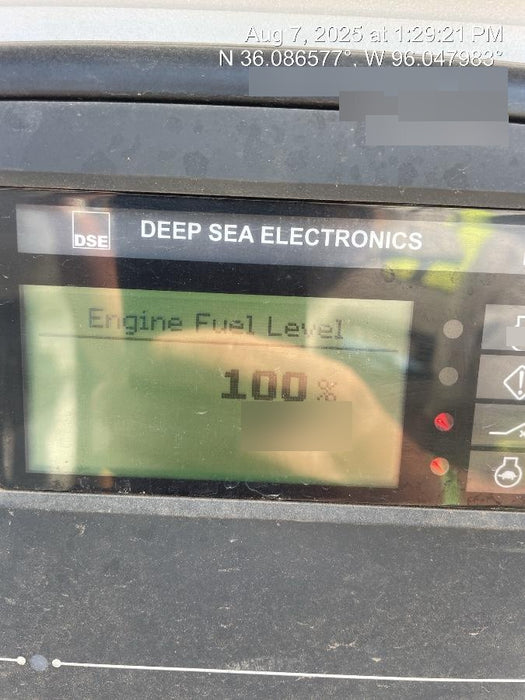 Aug 7, 2025 at 1:29:21 PM
N 36.086577°, W 96.047983°
DSE
DEEP SEA ELECTRONICS
Engine Fuel Level
100%